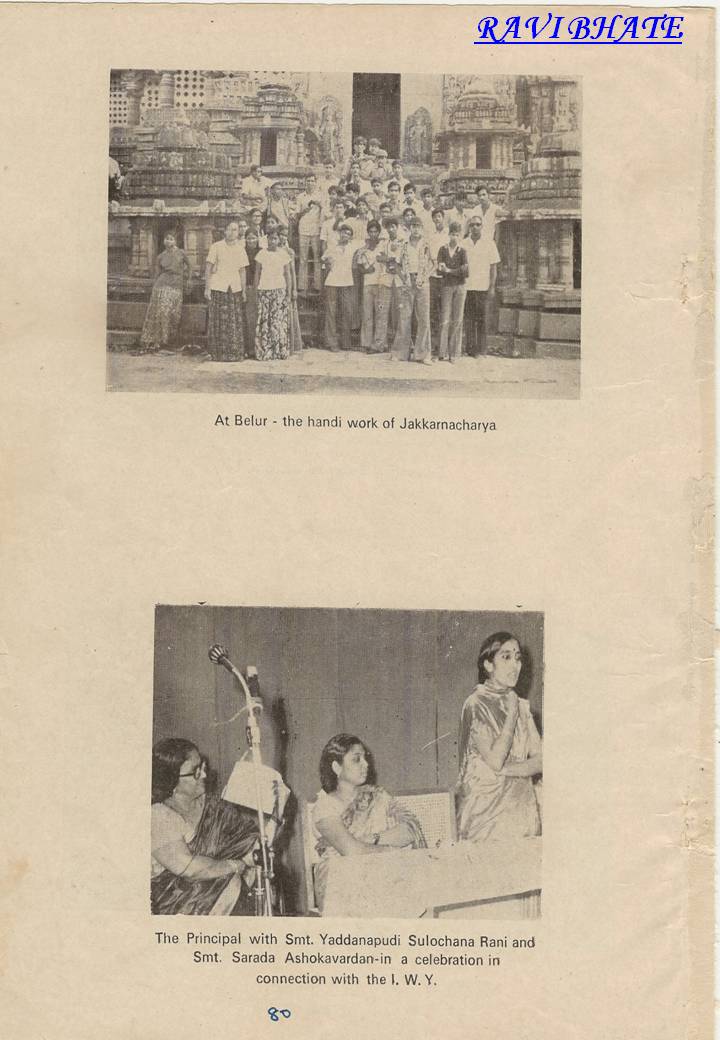 RAVI BHATE
At Belur - the handi work of Jakkarnacharya
The Principal with Smt. Yaddanapudi Sulochana Rani and
Smt. Sarada Ashokavardan-in a celebration in
connection with the I. W. Y.
80